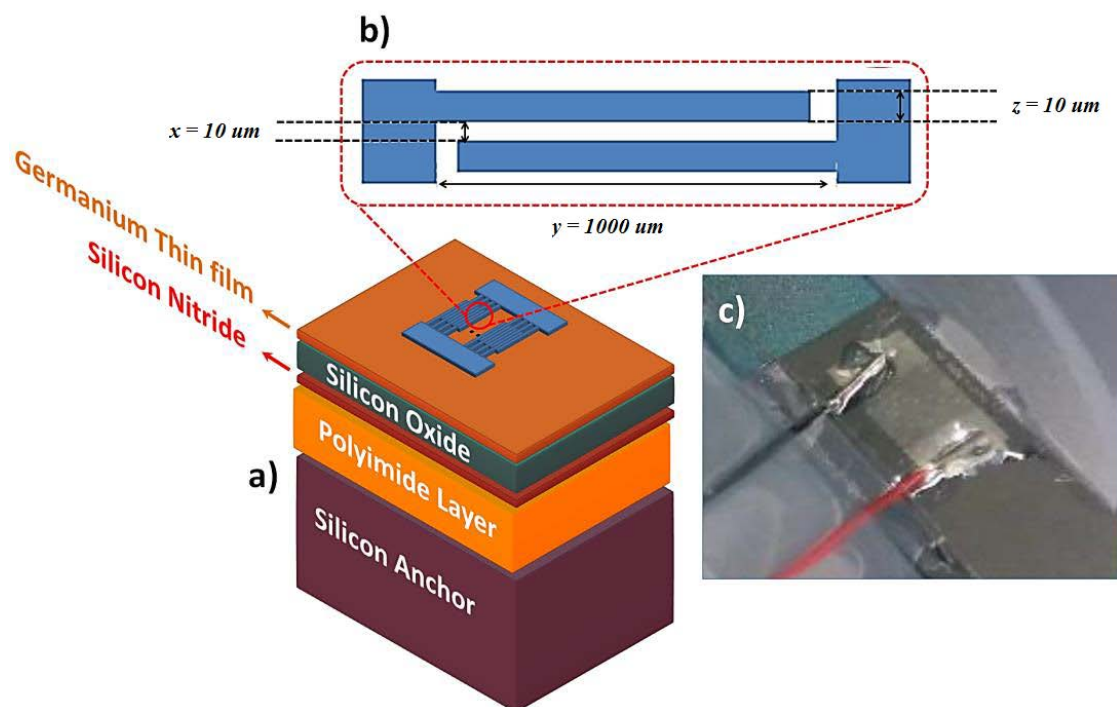 b)
x = 10 um
z = 10 um
y = 1000 um
Germanium Thin film
Silicon Nitride
c)
Silicon Oxide
Polyimide Layer
a)
Silicon Anchor